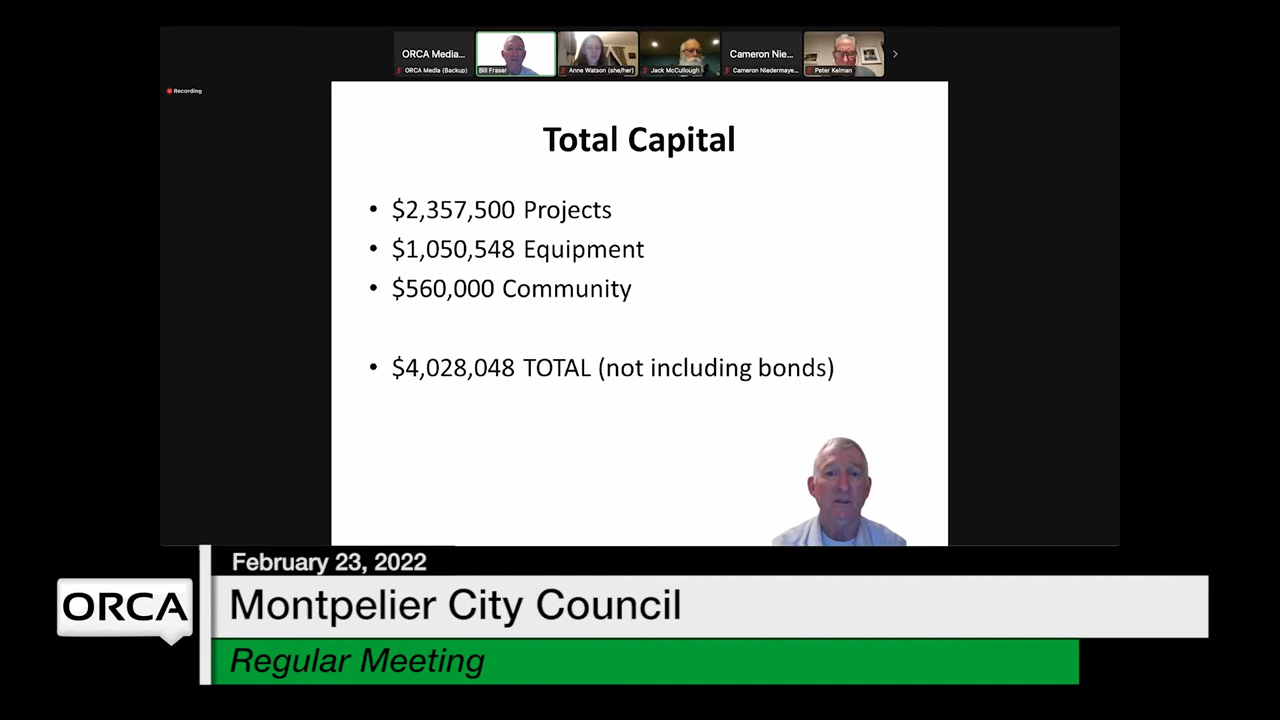 ORCA Media...
Cameron Nie...
ORCA Media (Backup)
Bill Fraser
Anne Watson (she/her)
Jack McCullough
Cameron Niedermaye...
Peter Kelman
Recording
Total Capital
• $2,357,500 Projects
• $1,050,548 Equipment
• $560,000 Community
• $4,028,048 TOTAL (not including bonds)
February 23, 2022
ORCA
Montpelier City Council
Regular Meeting